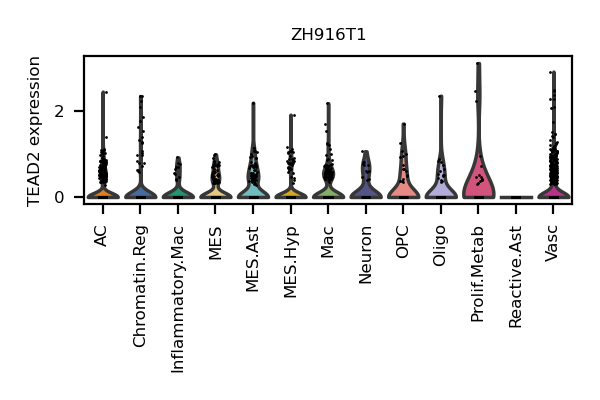 ZH916T1
TEAD2 expression
2
0
AC
Chromatin.Reg
Inflammatory.Mac
MES
MES.Ast
MES.Hyp
Mac
Neuron
OPC
Oligo
Prolif.Metab
Reactive.Ast
Vasc